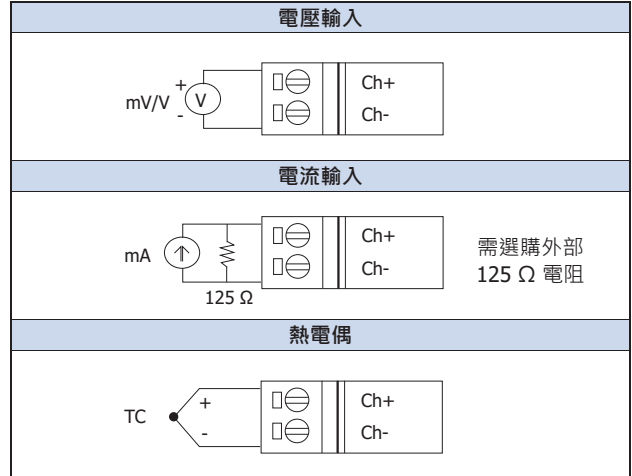 電壓輸入
mV/V
+
V
-
Ch+
Ch-
電流輸入
mA
125 Ω
Ch+
Ch-
需選購外部
125 Ω 電阻
熱電偶
TC
+
-
Ch+
Ch-